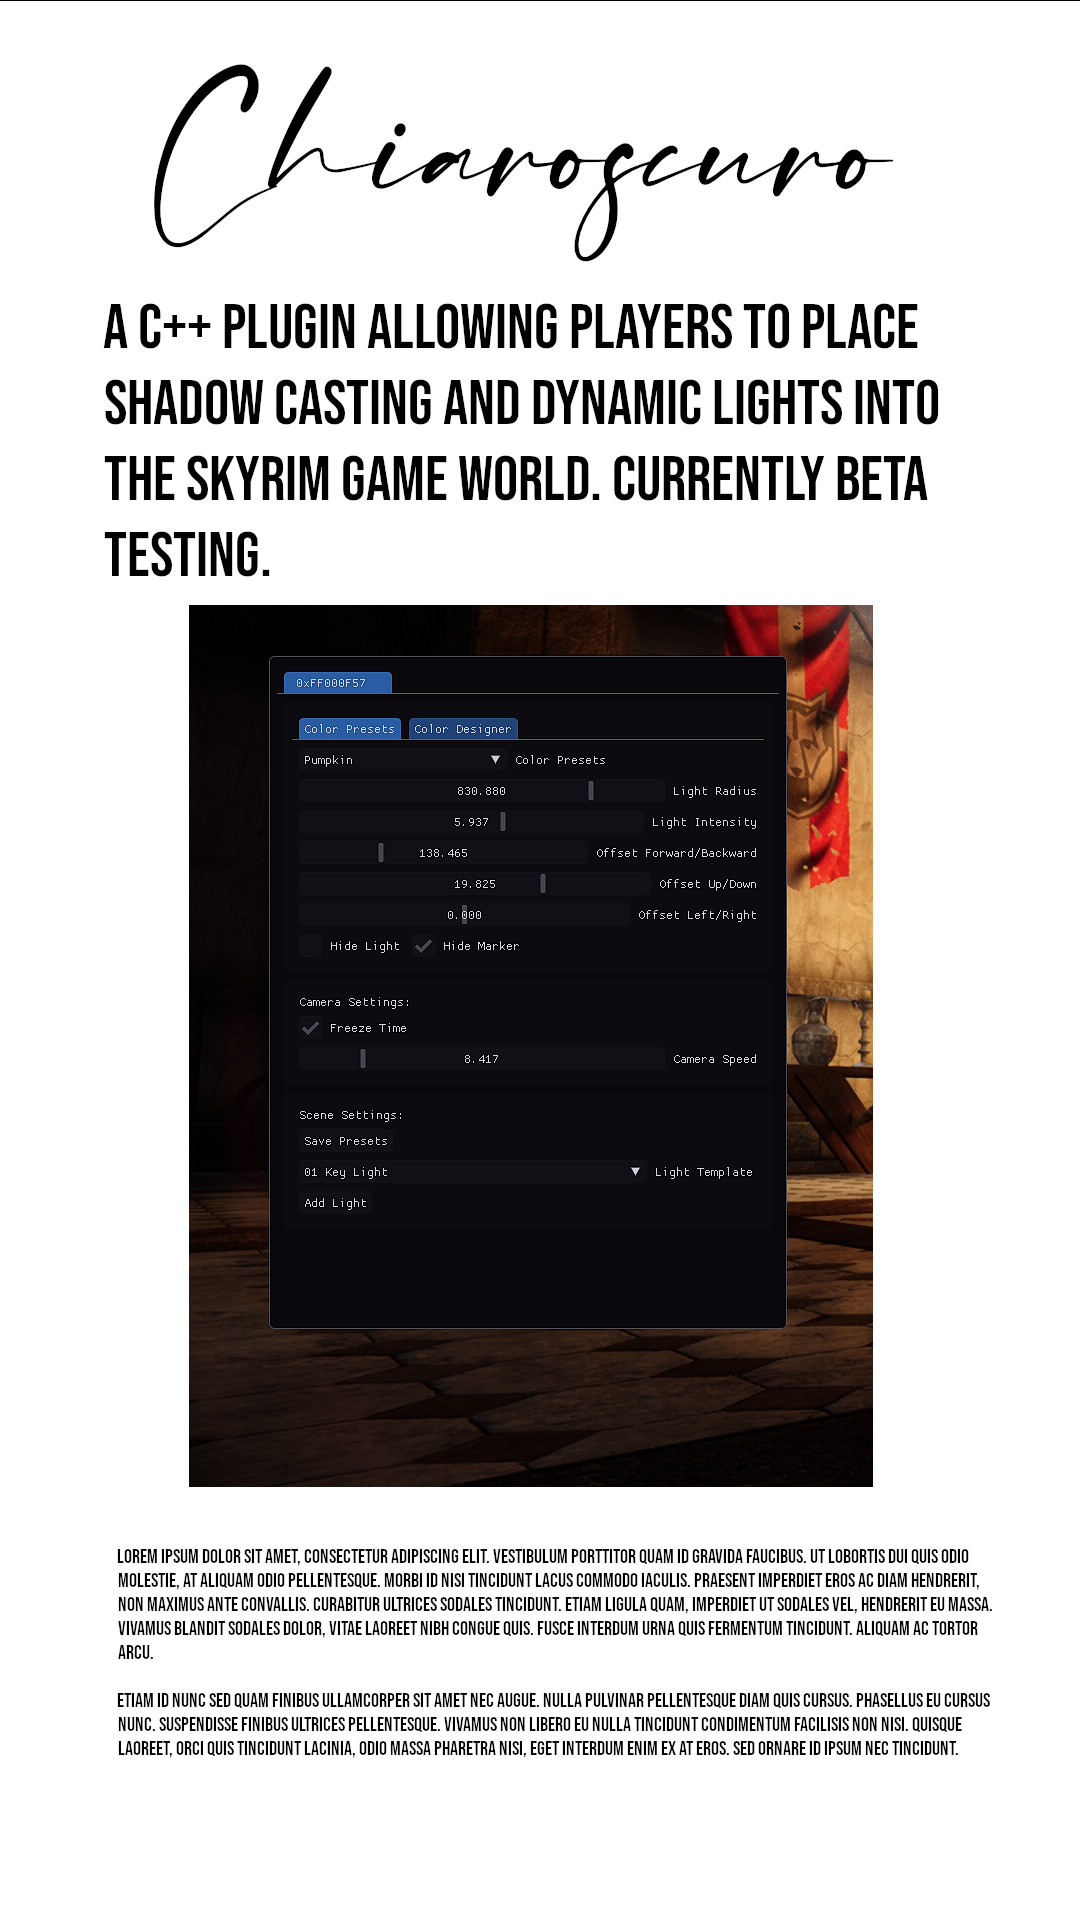 Chiaroscuro
A C++ PLUGIN ALLOWING PLAYERS TO PLACE
SHADOW CASTING AND DYNAMIC LIGHTS INTO
THE SKYRIM GAME WORLD. CURRENTLY BETA
TESTING.
0xFF000F57
Color Presets Color Designer
Pumpkin ▼ Color Presets
830.880 Light Radius
5.937 Light Intensity
138.465 Offset Forward/Backward
19.825 Offset Up/Down
0.000 Offset Left/Right
Hide Light Hide Marker
Camera Settings:
Freeze Time
8.417 Camera Speed
Scene Settings:
Save Presets
01 Key Light ▼ Light Template
Add Light
LOREM IPSUM DOLOR SIT AMET, CONSECTETUR ADIPISCING ELIT. VESTIBULUM PORTTITOR QUAM ID GRAVIDA FAUCIBUS. UT LOBORTIS DUI QUIS ODIO
MOLESTIE, AT ALIQUAM ODIO PELLENTESQUE. MORBI ID NISI TINCIDUNT LACUS COMMODO IACULIS. PRAESENT IMPERDIET EROS AC DIAM HENDRERIT,
NON MAXIMUS ANTE CONVALLIS. CURABITUR ULTRICES SODALES TINCIDUNT. ETIAM LIGULA QUAM, IMPERDIET UT SODALES VEL, HENDRERIT EU MASSA.
VIVAMUS BLANDIT SODALES DOLOR, VITAE LAOREET NIBH CONGUE QUIS. FUSCE INTERDUM URNA QUIS FERMENTUM TINCIDUNT. ALIQUAM AC TORTOR
ARCU.
ETIAM ID NUNC SED QUAM FINIBUS ULLAMCORPER SIT AMET NEC AUGUE. NULLA PULVINAR PELLENTESQUE DIAM QUIS CURSUS. PHASELLUS EU CURSUS
NUNC. SUSPENDISSE FINIBUS ULTRICES PELLENTESQUE. VIVAMUS NON LIBERO EU NULLA TINCIDUNT CONDIMENTUM FACILISIS NON NISI. QUISQUE
LAOREET, ORCI QUIS TINCIDUNT LACINIA, ODIO MASSA PHARETRA NISI, EGET INTERDUM ENIM EX AT EROS. SED ORNARE ID IPSUM NEC TINCIDUNT.